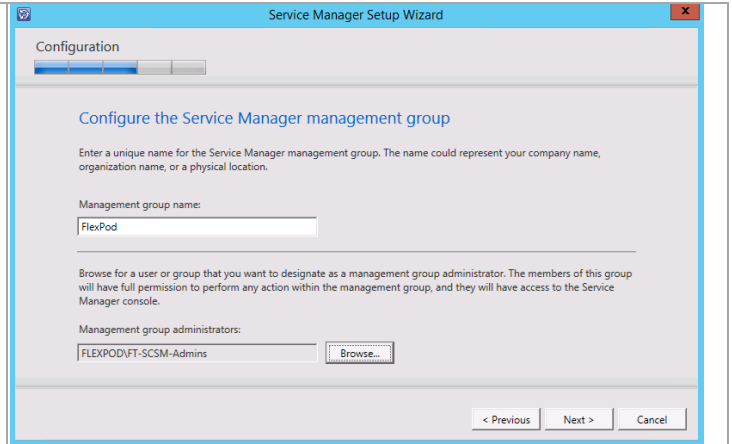 Service Manager Setup Wizard
x
Configuration
Configure the Service Manager management group
Enter a unique name for the Service Manager management group. The name could represent your company name,
organization name, or a physical location.
Management group name:
FlexPod
Browse for a user or group that you want to designate as a management group administrator. The members of this group
will have full permission to perform any action within the management group, and they will have access to the Service
Manager console.
Management group administrators:
FLEXPOD\FT-SCSM-Admins
Browse...
< Previous
Next >
Cancel